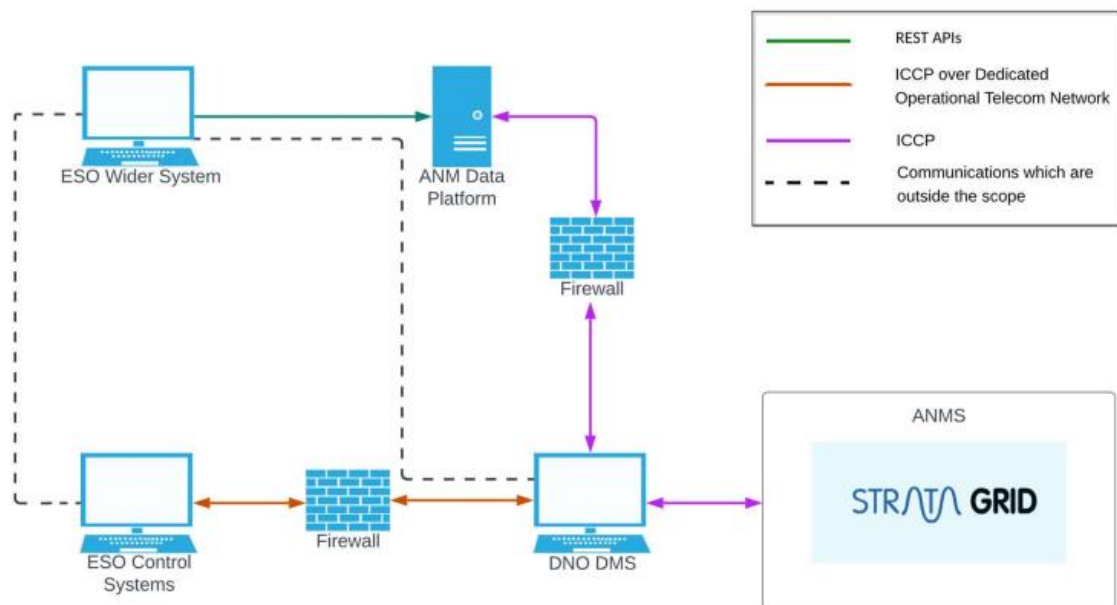 REST APIs
ICCP over Dedicated
Operational Telecom Network
ICCP
Communications which are
outside the scope
ESO Wider System
ANM Data
Platform
Firewall
ANMS
STRATA GRID
ESO Control
Systems
Firewall
DNO DMS